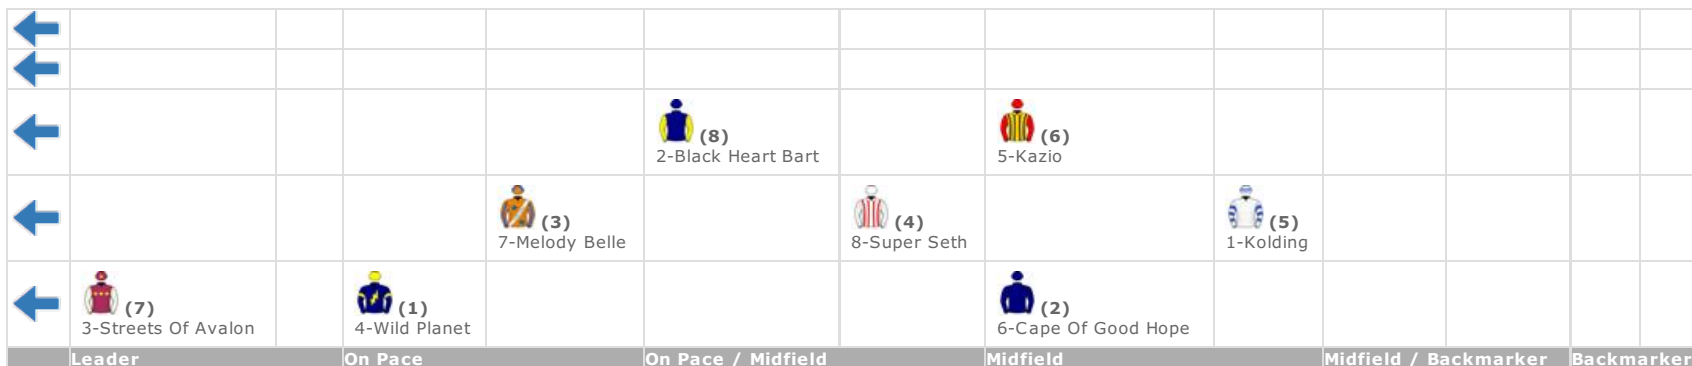 (8)
2-Black Heart Bart
(6)
5-Kazio
(3)
7-Melody Belle
(4)
8-Super Seth
(5)
1-Kolding
(7)
3-Streets Of Avalon
(1)
4-Wild Planet
(2)
6-Cape Of Good Hope
Leader On Pace On Pace / Midfield Midfield Midfield / Backmarker Backmarker